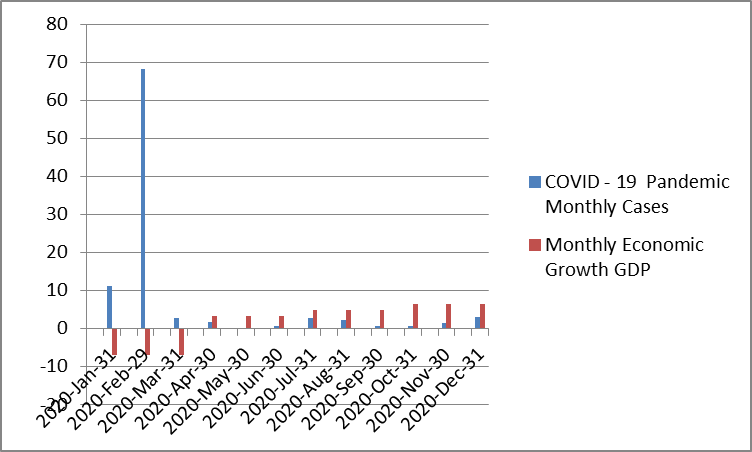 80
70
60
50
40
30
20
10
0
-10
-20
2020-Jan-31
2020-Feb-29
2020-Mar-31
2020-Apr-30
2020-May-30
2020-Jun-30
2020-Jul-31
2020-Aug-31
2020-Sep-30
2020-Oct-31
2020-Nov-30
2020-Dec-31
COVID - 19 Pandemic
Monthly Cases
Monthly Economic
Growth GDP